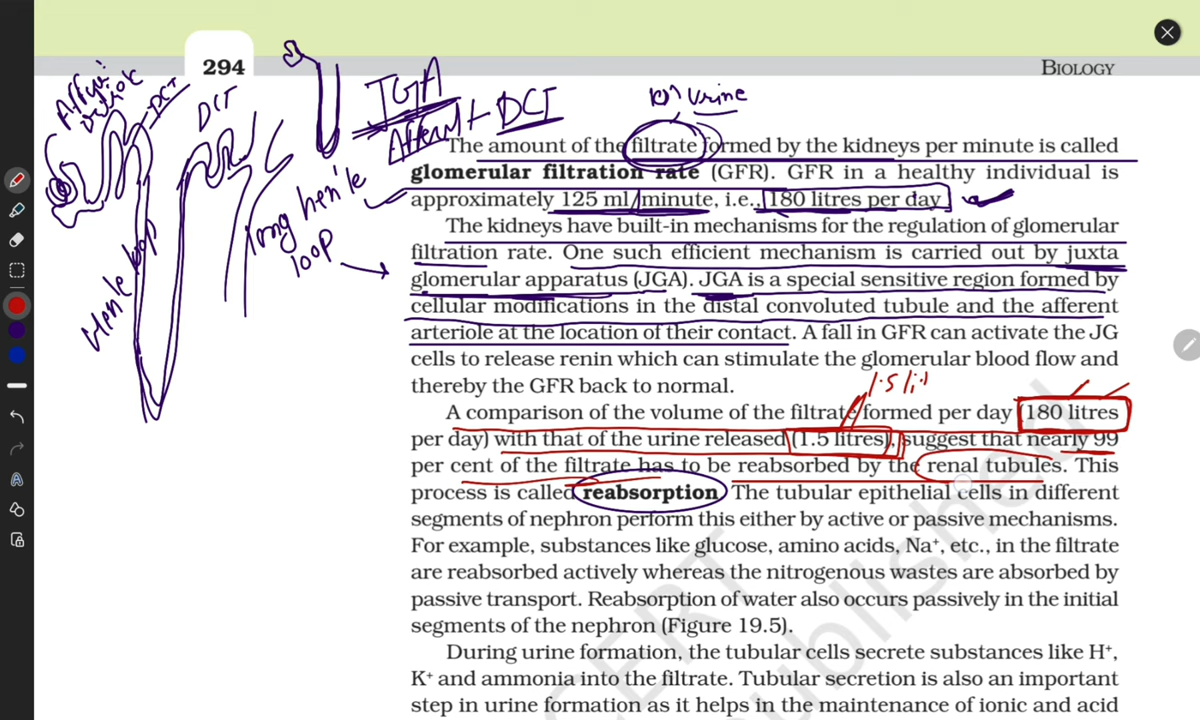 294
BIOLOGY
10% urine
JGA
Afferent + DCT
DCT
DCT
long henle
loop
Henle loop
The amount of the filtrate formed by the kidneys per minute is called
glomerular filtration rate (GFR). GFR in a healthy individual is
approximately 125 ml/minute, i.e., 180 litres per day
The kidneys have built-in mechanisms for the regulation of glomerular
filtration rate. One such efficient mechanism is carried out by juxta
glomerular apparatus (JGA). JGA is a special sensitive region formed by
cellular modifications in the distal convoluted tubule and the afferent
arteriole at the location of their contact. A fall in GFR can activate the JG
cells to release renin which can stimulate the glomerular blood flow and
thereby the GFR back to normal.
1.5 lit
A comparison of the volume of the filtrate formed per day (180 litres
per day) with that of the urine released (1.5 litres), suggest that nearly 99
per cent of the filtrate has to be reabsorbed by the renal tubules. This
process is called reabsorption. The tubular epithelial cells in different
segments of nephron perform this either by active or passive mechanisms.
For example, substances like glucose, amino acids, Na⁺, etc., in the filtrate
are reabsorbed actively whereas the nitrogenous wastes are absorbed by
passive transport. Reabsorption of water also occurs passively in the initial
segments of the nephron (Figure 19.5).
During urine formation, the tubular cells secrete substances like H⁺,
K⁺ and ammonia into the filtrate. Tubular secretion is also an important
step in urine formation as it helps in the maintenance of ionic and acid